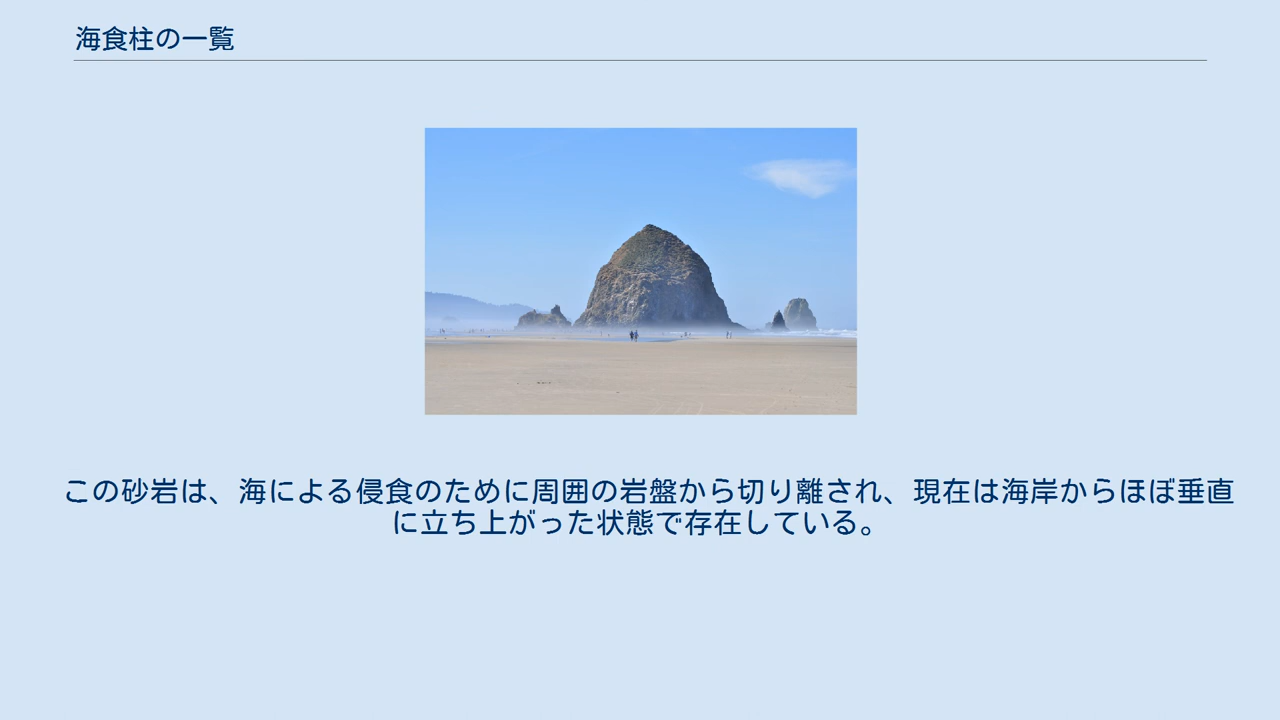 海食柱の一覧
この砂岩は、海による侵食のために周囲の岩盤から切り離され、現在は海岸からほぼ垂直
に立ち上がった状態で存在している。